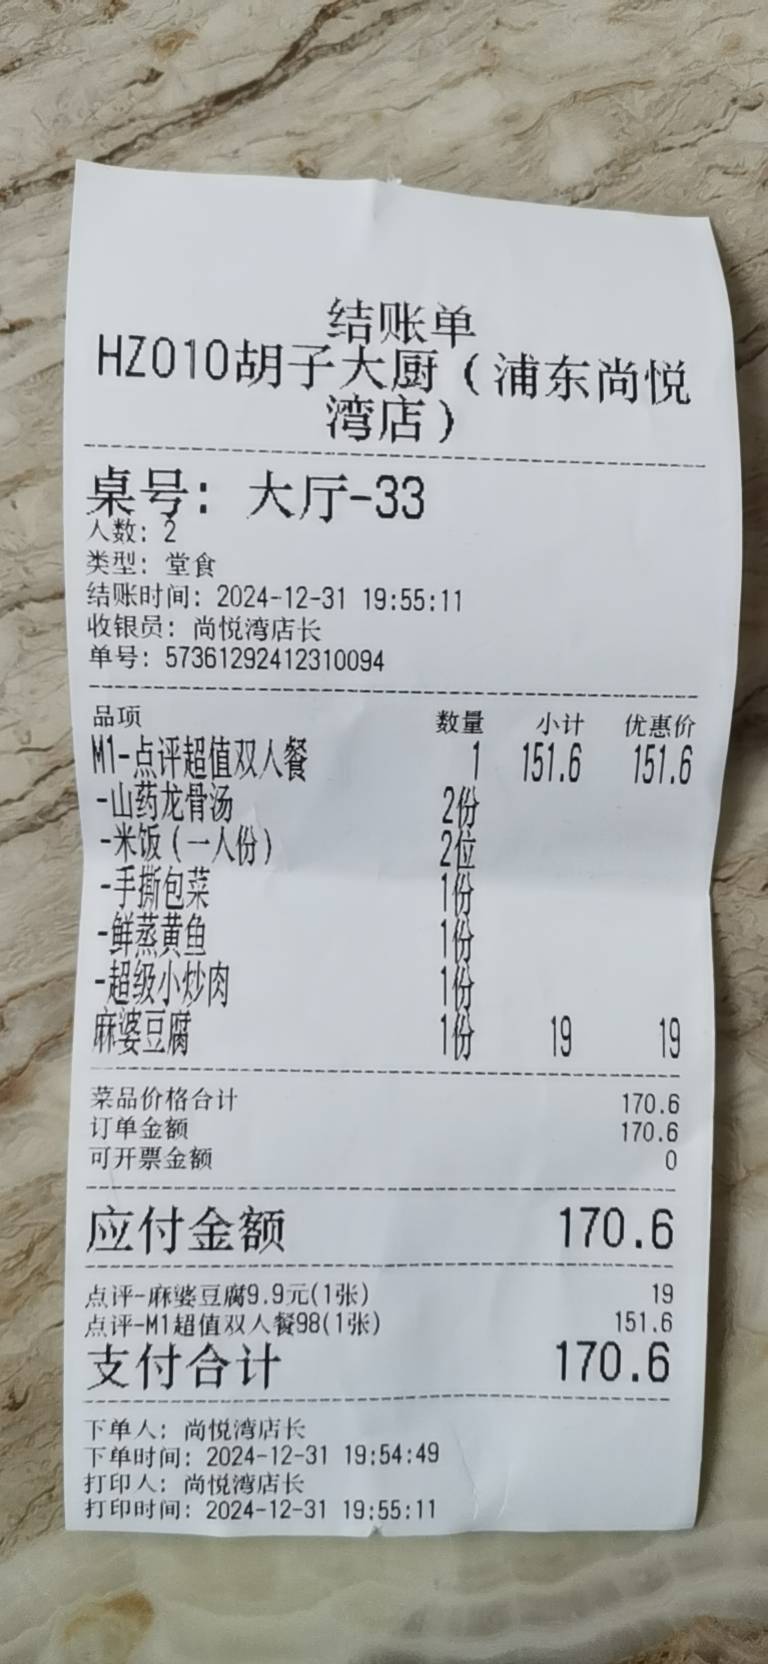 结账单
HZ010胡子大厨（浦东尚悦
湾店）
桌号: 大厅-33
人数: 2
类型: 堂食
结账时间: 2024-12-31 19:55:11
收银员: 尚悦湾店长
单号: 57361292412310094
品项 数量 小计 优惠价
M1-点评超值双人餐 1 151.6 151.6
-山药龙骨汤 2份
-米饭(一人份) 2位
-手撕包菜 1份
-鲜蒸黄鱼 1份
-超级小炒肉 1份
麻婆豆腐 1份 19 19
菜品价格合计 170.6
订单金额 170.6
可开票金额 0
应付金额 170.6
点评-麻婆豆腐9.9元(1张) 19
点评-M1超值双人餐98(1张) 151.6
支付合计 170.6
下单人: 尚悦湾店长
下单时间: 2024-12-31 19:54:49
打印人: 尚悦湾店长
打印时间: 2024-12-31 19:55:11